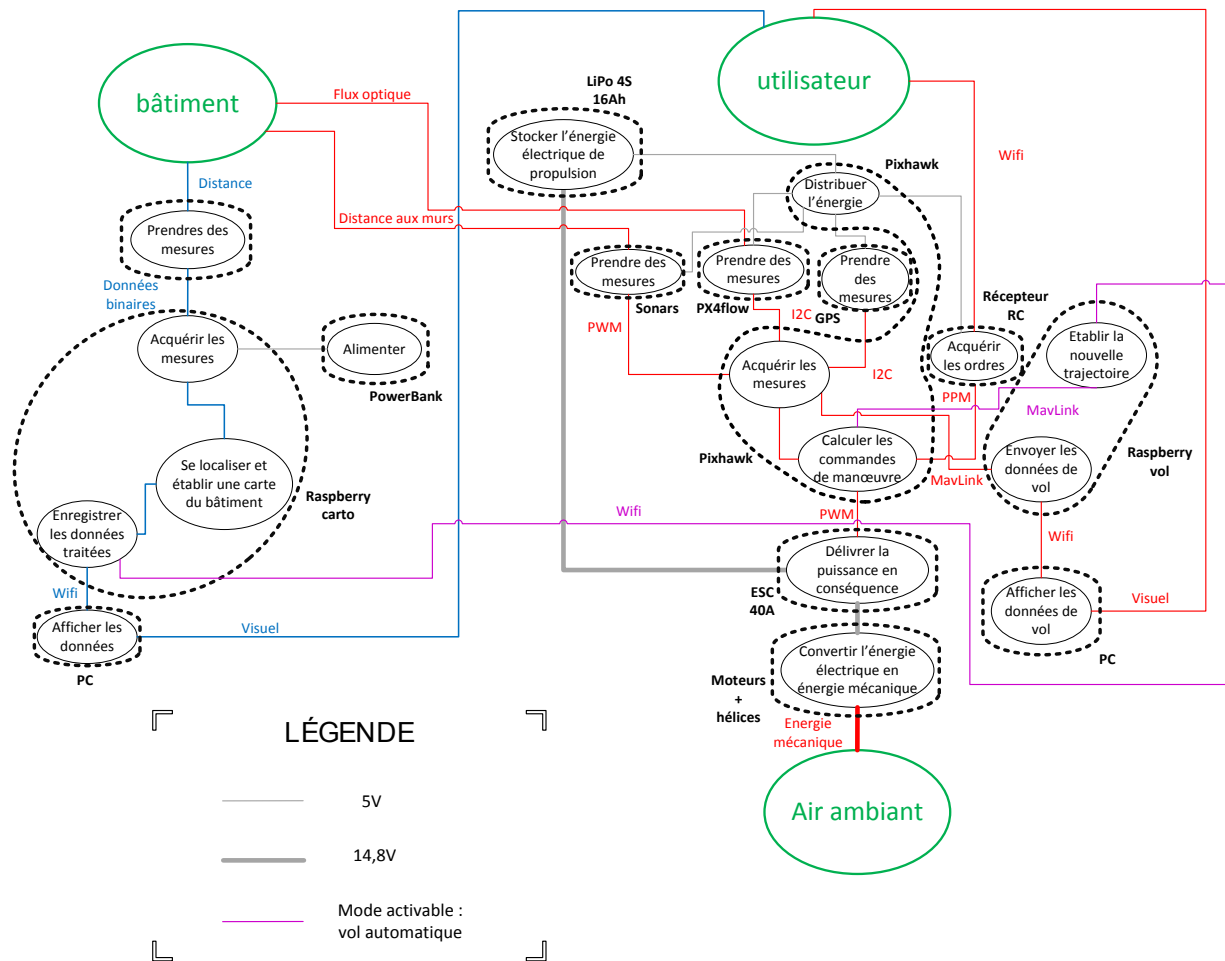 bâtiment
utilisateur
Flux optique
LiPo 4S
16Ah
Stocker l'énergie
électrique de
propulsion
Pixhawk
Wifi
Distribuer
l'énergie
Distance
Distance aux murs
Prendres des
mesures
Prendre des
mesures
Sonars
Prendre des
mesures
PX4flow
Prendre
des
mesures
GPS
Données
binaires
PWM
I2C
I2C
Récepteur
RC
Acquérir les
mesures
Alimenter
PowerBank
Acquérir les
mesures
Acquérir
les ordres
Etablir la
nouvelle
trajectoire
PPM
MavLink
Calculer les
commandes
de manœuvre
Pixhawk
MavLink
Envoyer les
données de
vol
Raspberry
vol
Se localiser et
établir une carte
du bâtiment
Raspberry
carto
Enregistrer
les données
traitées
Wifi
PWM
Wifi
Délivrer la
puissance en
conséquence
ESC
40A
Wifi
Afficher les
données
PC
Visuel
Afficher les
données de
vol
Visuel
PC
Convertir l'énergie
électrique en
énergie mécanique
Moteurs
+
hélices
Energie
mécanique
Air ambiant
LÉGENDE
5V
14,8V
Mode activable :
vol automatique